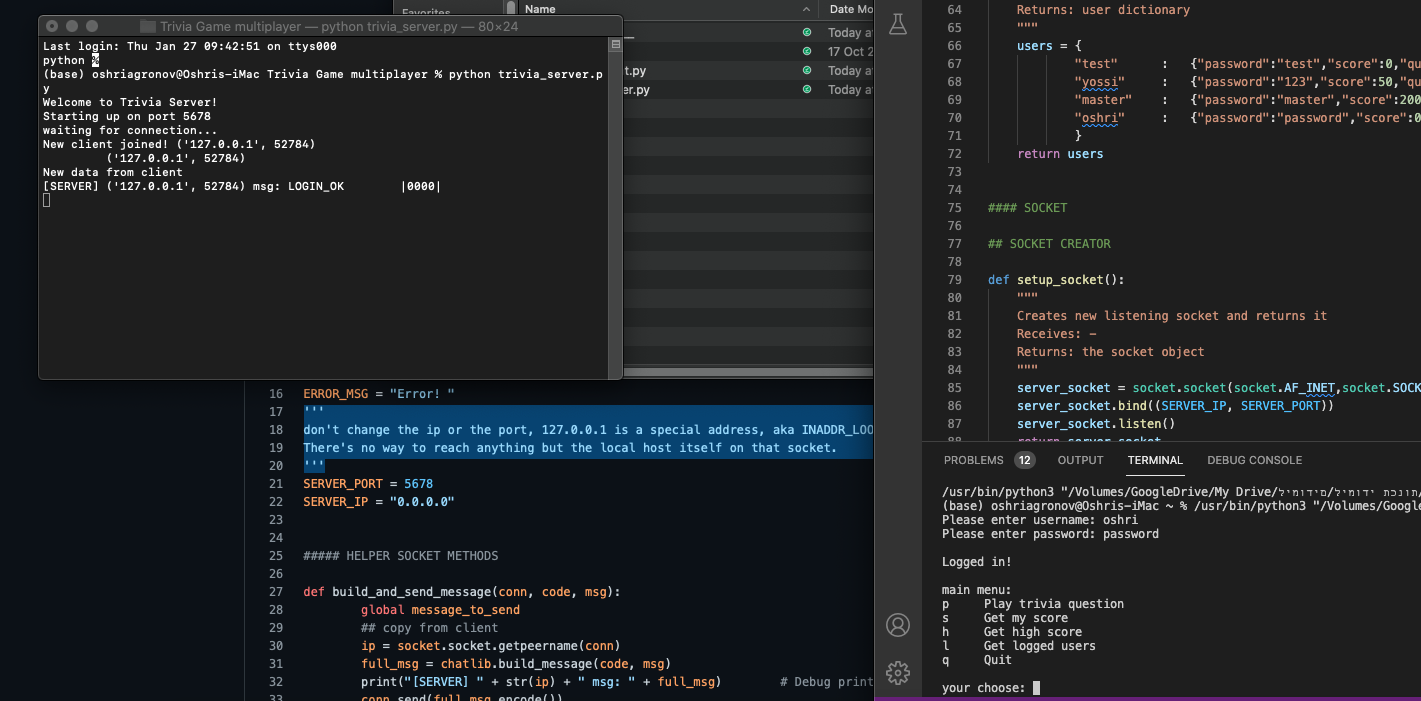 Trivia Game multiplayer — python trivia_server.py — 80×24
Last login: Thu Jan 27 09:42:51 on ttys000
python %
(base) oshriagronov@Oshris-iMac Trivia Game multiplayer % python trivia_server.p
y
Welcome to Trivia Server!
Starting up on port 5678
waiting for connection...
New client joined! ('127.0.0.1', 52784)
('127.0.0.1', 52784)
New data from client
[SERVER] ('127.0.0.1', 52784) msg: LOGIN_OK        |0000|
Favorites
Name
Date Mo
Today a
17 Oct 2
t.py
Today a
er.py
Today a
16 ERROR_MSG = "Error! "
17 '''
18 don't change the ip or the port, 127.0.0.1 is a special address, aka INADDR_LOO
19 There's no way to reach anything but the local host itself on that socket.
20 '''
21 SERVER_PORT = 5678
22 SERVER_IP = "0.0.0.0"
23
24
25 ##### HELPER SOCKET METHODS
26
27 def build_and_send_message(conn, code, msg):
28 global message_to_send
29 ## copy from client
30 ip = socket.socket.getpeername(conn)
31 full_msg = chatlib.build_message(code, msg)
32 print("[SERVER] " + str(ip) + " msg: " + full_msg) # Debug print
33 conn.send(full_msg.encode())
64 Returns: user dictionary
65 """
66 users = {
67 "test" : {"password":"test","score":0,"qu
68 "yossi" : {"password":"123","score":50,"qu
69 "master" : {"password":"master","score":200
70 "oshri" : {"password":"password","score":0
71 }
72 return users
73
74
75 #### SOCKET
76
77 ## SOCKET CREATOR
78
79 def setup_socket():
80 """
81 Creates new listening socket and returns it
82 Receives: -
83 Returns: the socket object
84 """
85 server_socket = socket.socket(socket.AF_INET,socket.SOCK
86 server_socket.bind((SERVER_IP, SERVER_PORT))
87 server_socket.listen()
88 return server_socket
PROBLEMS 12 OUTPUT TERMINAL DEBUG CONSOLE
/usr/bin/python3 "/Volumes/GoogleDrive/My Drive/לימודים/לימודי תכנות/
(base) oshriagronov@Oshris-iMac ~ % /usr/bin/python3 "/Volumes/Google
Please enter username: oshri
Please enter password: password
Logged in!
main menu:
p Play trivia question
s Get my score
h Get high score
l Get logged users
q Quit
your choose: